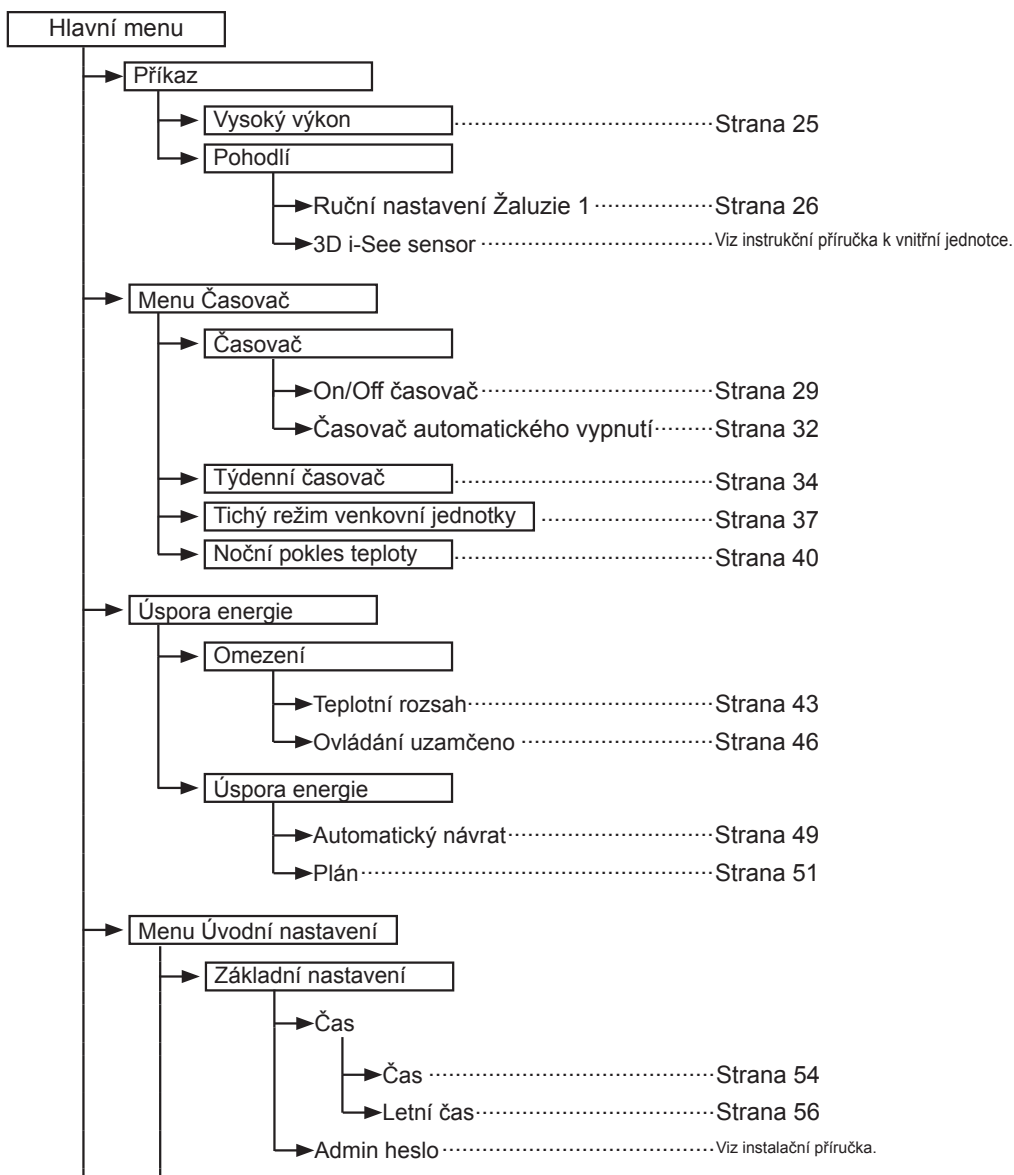 Hlavní menu
Příkaz
Vysoký výkon Strana 25
Pohodlí
Ruční nastavení Žaluzie 1 Strana 26
3D i-See sensor Viz instrukční příručka k vnitřní jednotce.
Menu Časovač
Časovač
On/Off časovač Strana 29
Časovač automatického vypnutí Strana 32
Týdenní časovač Strana 34
Tichý režim venkovní jednotky Strana 37
Noční pokles teploty Strana 40
Úspora energie
Omezení
Teplotní rozsah Strana 43
Ovládání uzamčeno Strana 46
Úspora energie
Automatický návrat Strana 49
Plán Strana 51
Menu Úvodní nastavení
Základní nastavení
Čas
Čas Strana 54
Letní čas Strana 56
Admin heslo Viz instalační příručka.